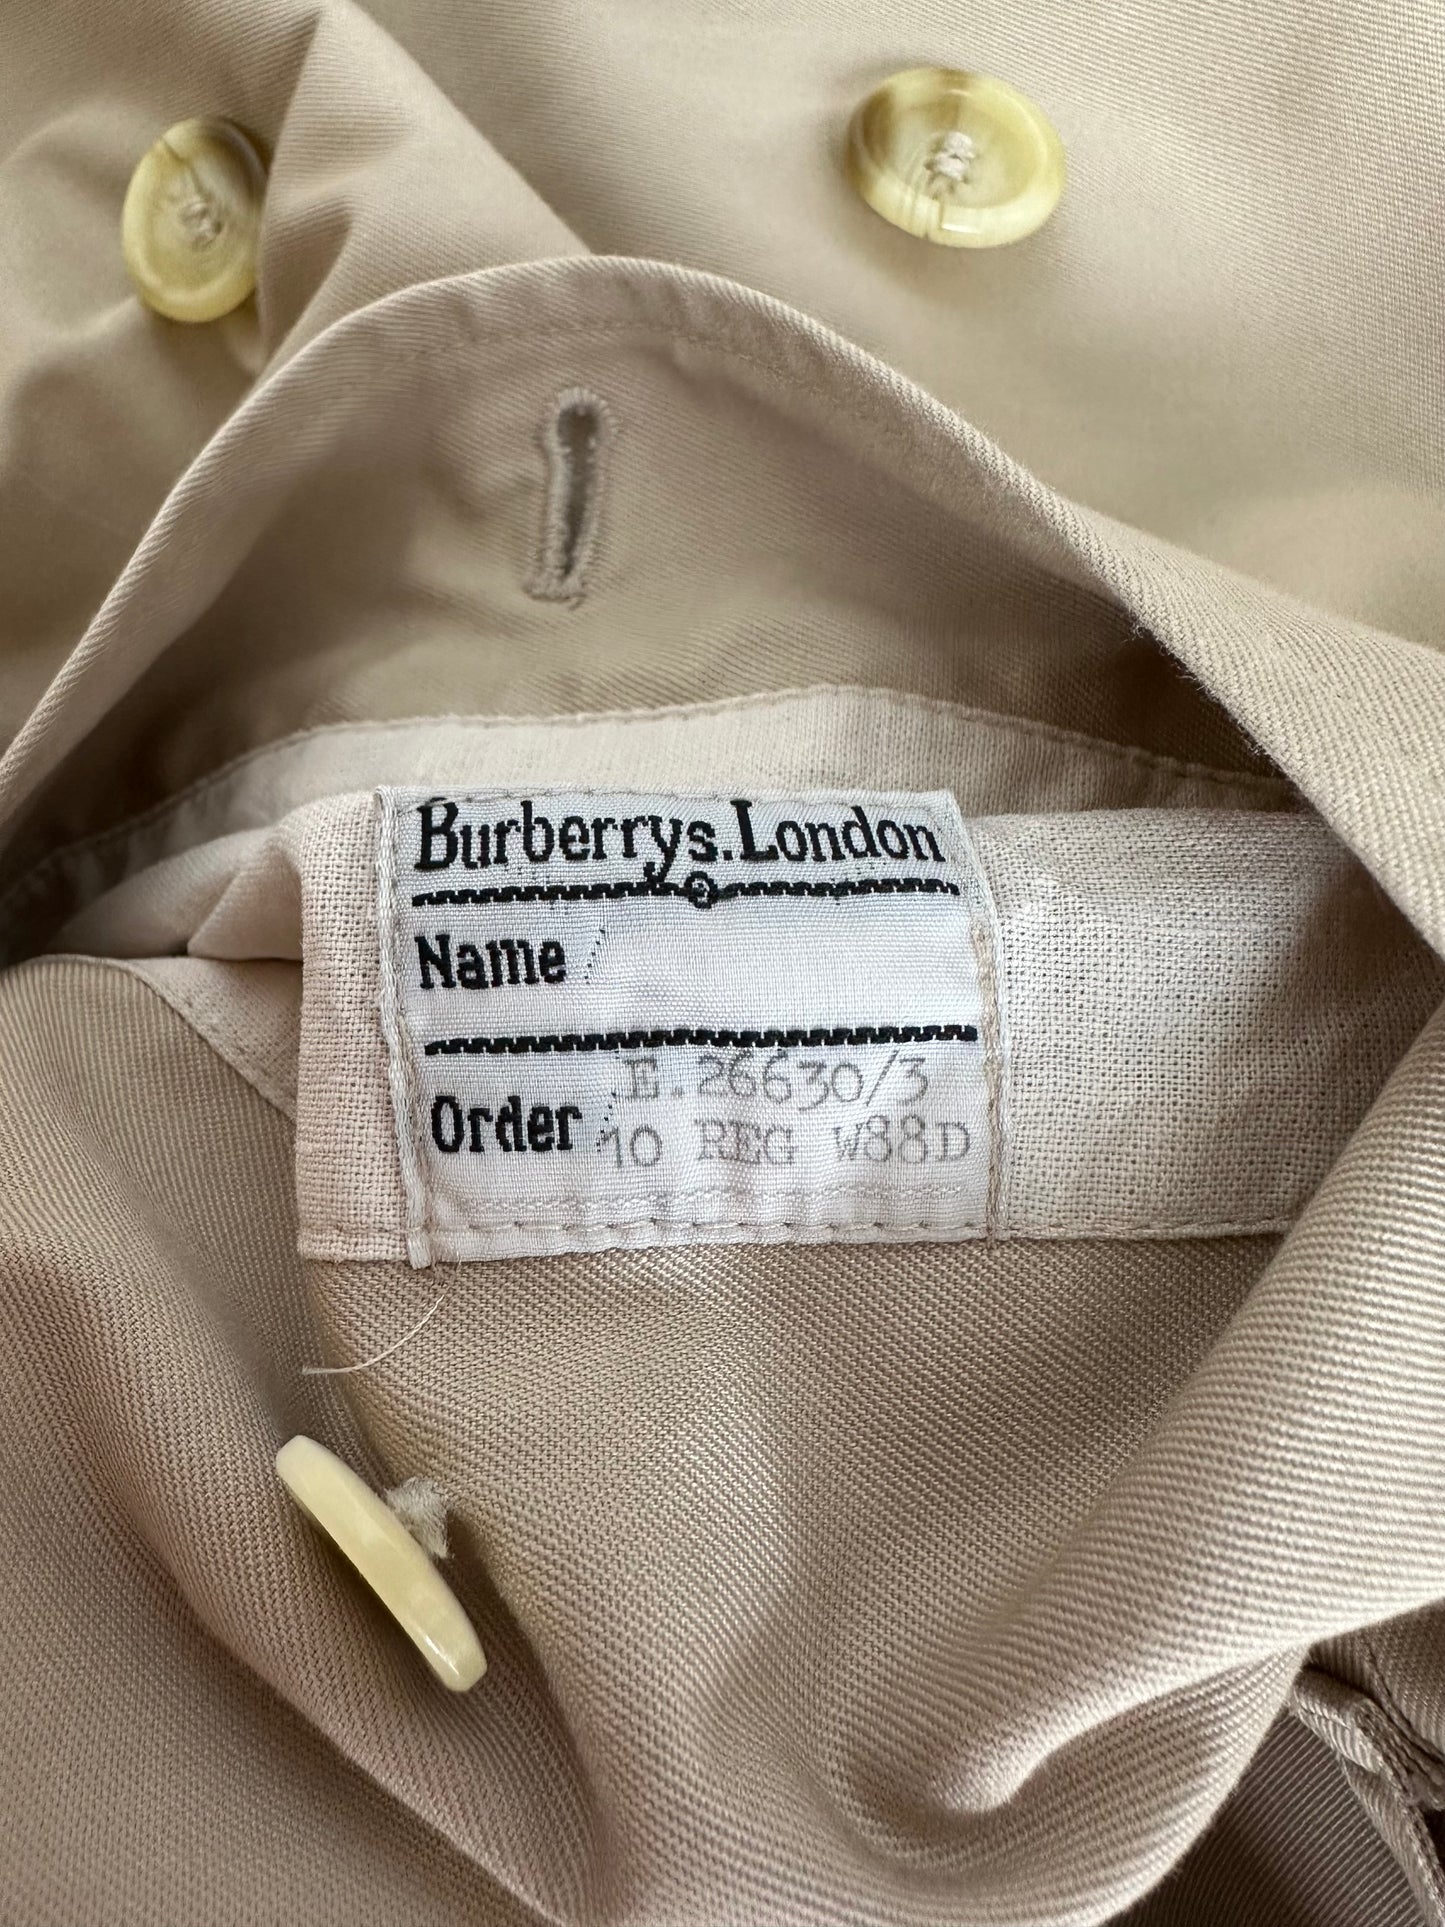 Burberrys.London
B
Name
E.26630/3
Order 10 REG W88D